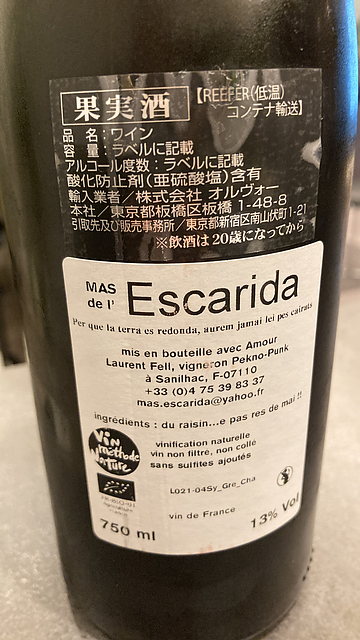 果実酒 【REEFER(低温)
コンテナ輸送】
品 名：ワイン
容 量：ラベルに記載
アルコール度数：ラベルに記載
酸化防止剤(亜硫酸塩)含有
輸入業者／株式会社 オルヴォー
本社／東京都板橋区板橋 1-48-8
引取先及び販売事務所／東京都新宿区南山伏町1-21
※飲酒は20歳になってから
MAS
de l' Escarida
Per que la terra es redonda, aurem jamai lei pes cairats
mis en bouteille avec Amour
Laurent Fell, vigneron Pekno-Punk
à Sanilhac, F-07110
+33 (0)4 75 39 83 37
mas.escarida@yahoo.fr
ingrédients : du raisin...e pas res de mai !!
Vin
méthode
Nature
vinification naturelle
vin non filtré, non collé
sans sulfites ajoutés
L021-04Sy_Gre_Cha
vin de France
750 ml
13% Vol